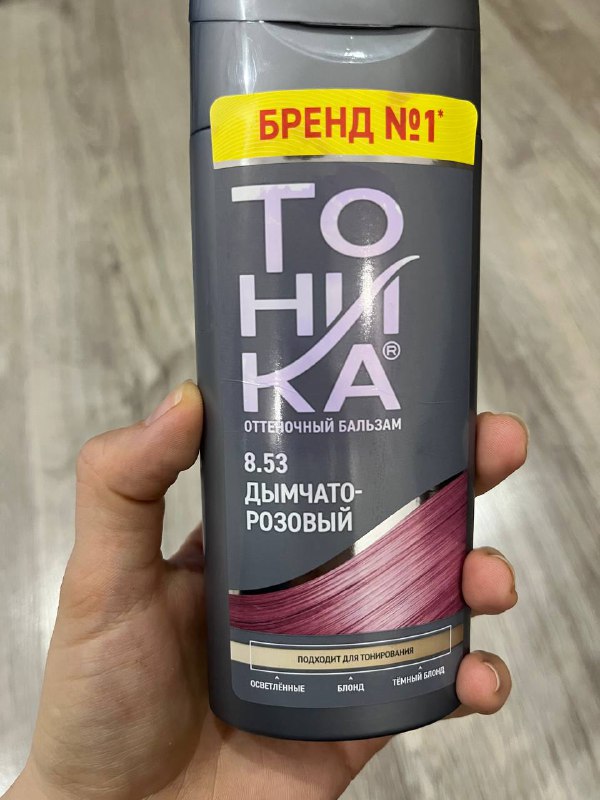 БРЕНД №1*
ТО
НИ
КА®
ОТТЕНОЧНЫЙ БАЛЬЗАМ
8.53
ДЫМЧАТО-
РОЗОВЫЙ
ПОДХОДИТ ДЛЯ ТОНИРОВАНИЯ
ОСВЕТЛЁННЫЕ БЛОНД ТЁМНЫЙ БЛОНД